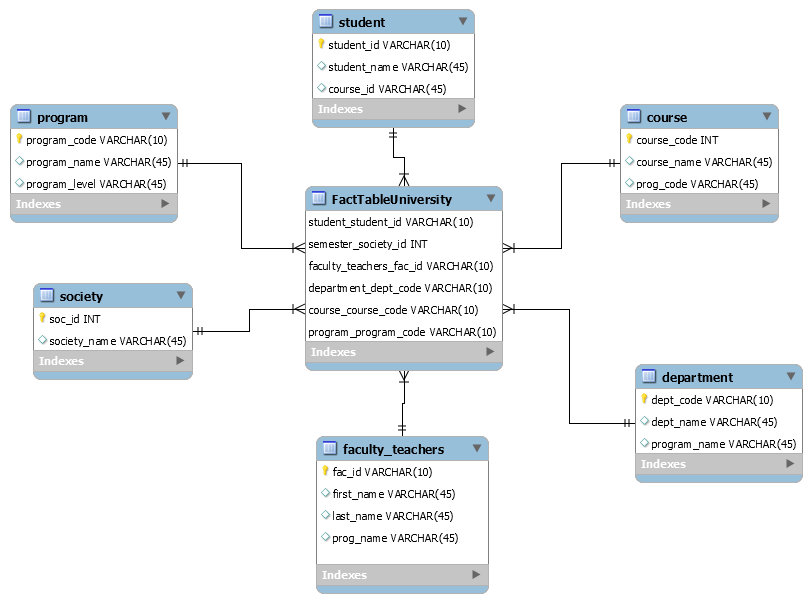 student
student_id VARCHAR(10)
student_name VARCHAR(45)
course_id VARCHAR(45)
Indexes
program
program_code VARCHAR(10)
program_name VARCHAR(45)
program_level VARCHAR(45)
Indexes
course
course_code INT
course_name VARCHAR(45)
prog_code VARCHAR(45)
Indexes
FactTableUniversity
student_student_id VARCHAR(10)
semester_society_id INT
faculty_teachers_fac_id VARCHAR(10)
department_dept_code VARCHAR(10)
course_course_code VARCHAR(10)
program_program_code VARCHAR(10)
Indexes
society
soc_id INT
society_name VARCHAR(45)
Indexes
department
dept_code VARCHAR(10)
dept_name VARCHAR(45)
program_name VARCHAR(45)
Indexes
faculty_teachers
fac_id VARCHAR(10)
first_name VARCHAR(45)
last_name VARCHAR(45)
prog_name VARCHAR(45)
Indexes